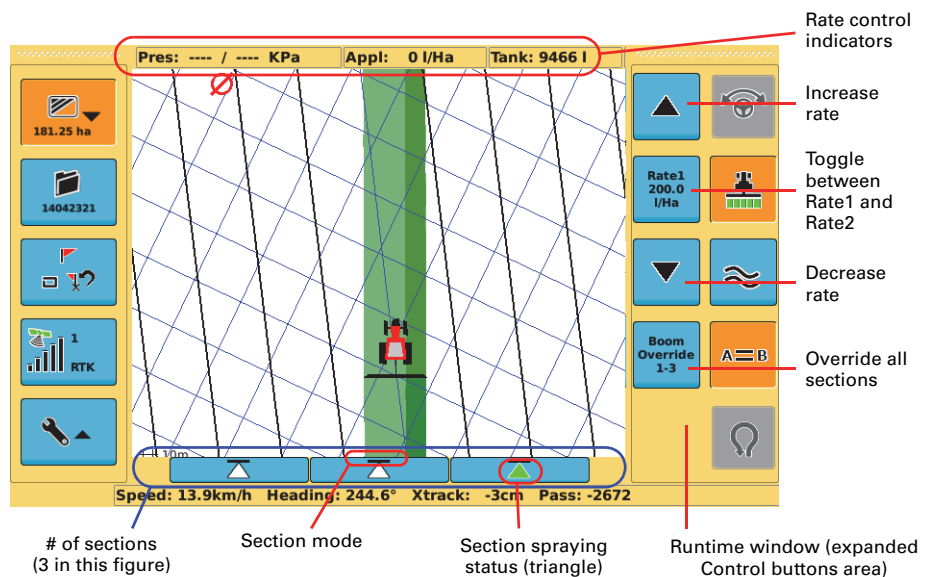 Rate control
indicators
Pres: ---- / ---- KPa Appl: 0 l/Ha Tank: 9466 l
181.25 ha
14042321
1
RTK
Increase
rate
Rate1
200.0
l/Ha
Toggle
between
Rate1 and
Rate2
Decrease
rate
Boom
Override
1-3
A=B
Override all
sections
10m
Speed: 13.9km/h Heading: 244.6° Xtrack: -3cm Pass: -2672
# of sections
(3 in this figure)
Section mode
Section spraying
status (triangle)
Runtime window (expanded
Control buttons area)